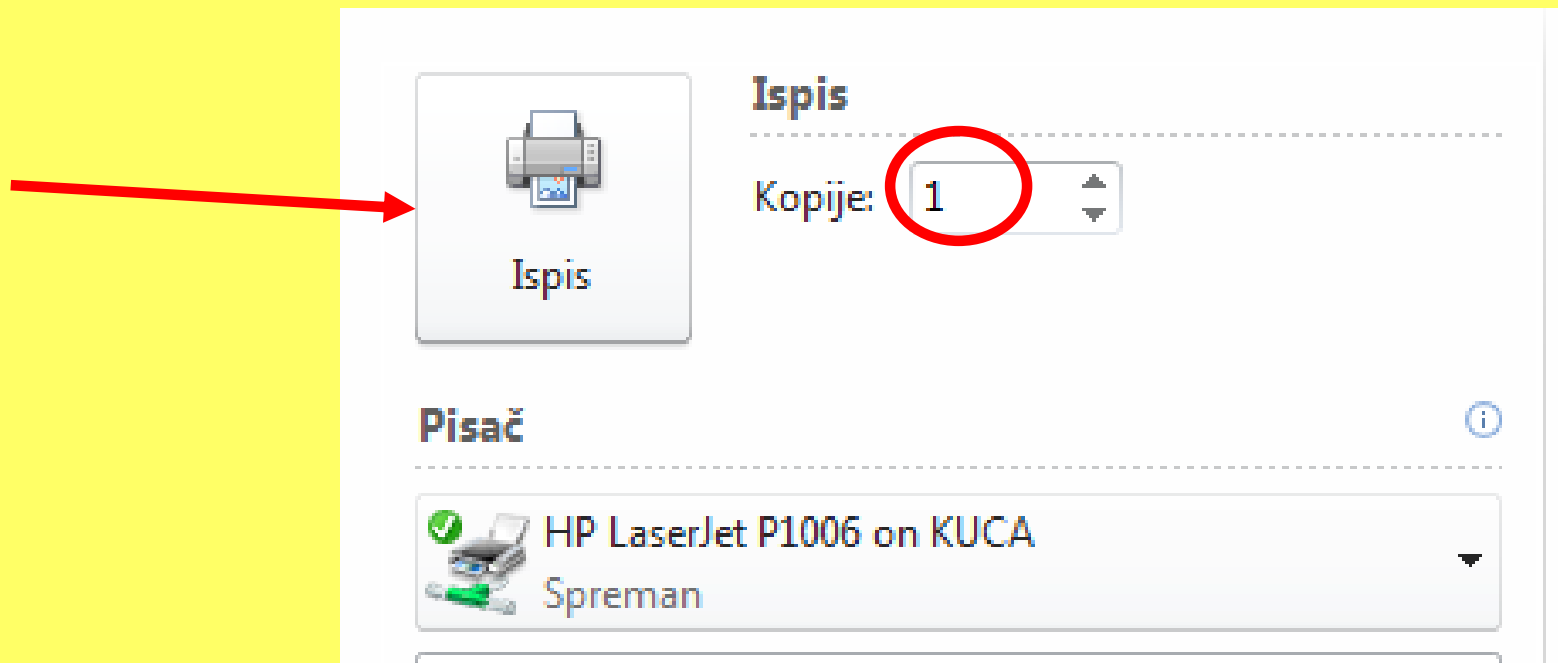 Ispis
Kopije: 1
Ispis
Pisač
HP LaserJet P1006 on KUCA
Spreman